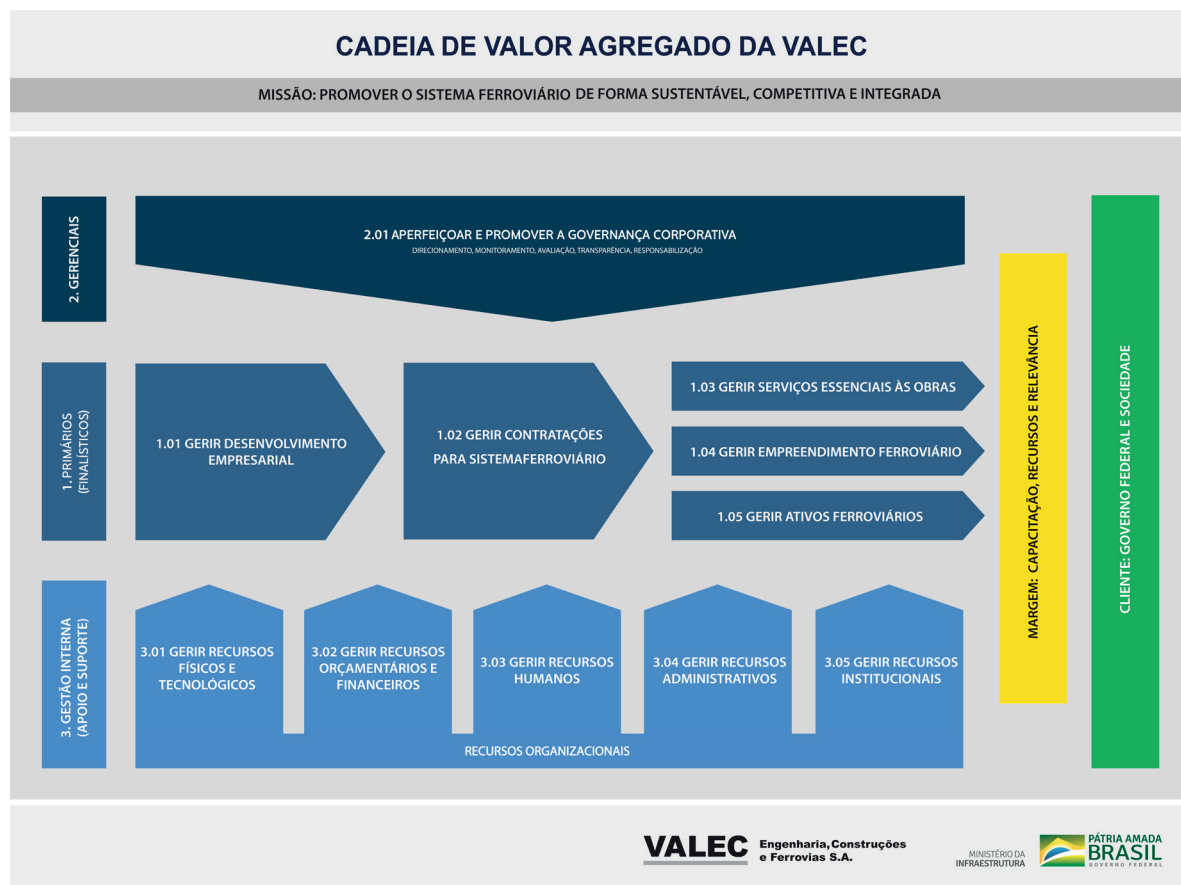 CADEIA DE VALOR AGREGADO DA VALEC
MISSÃO: PROMOVER O SISTEMA FERROVIÁRIO DE FORMA SUSTENTÁVEL, COMPETITIVA E INTEGRADA
2. GERENCIAIS
2.01 APERFEIÇOAR E PROMOVER A GOVERNANÇA CORPORATIVA
DIRECIONAMENTO, MONITORAMENTO, AVALIAÇÃO, TRANSPARÊNCIA, RESPONSABILIZAÇÃO
1. PRIMÁRIOS
(FINALÍSTICOS)
1.01 GERIR DESENVOLVIMENTO
EMPRESARIAL
1.02 GERIR CONTRATAÇÕES
PARA SISTEMAFERROVIÁRIO
1.03 GERIR SERVIÇOS ESSENCIAIS ÀS OBRAS
1.04 GERIR EMPREENDIMENTO FERROVIÁRIO
1.05 GERIR ATIVOS FERROVIÁRIOS
3. GESTÃO INTERNA
(APOIO E SUPORTE)
3.01 GERIR RECURSOS
FÍSICOS E
TECNOLÓGICOS
3.02 GERIR RECURSOS
ORÇAMENTÁRIOS E
FINANCEIROS
3.03 GERIR RECURSOS
HUMANOS
3.04 GERIR RECURSOS
ADMINISTRATIVOS
3.05 GERIR RECURSOS
INSTITUCIONAIS
RECURSOS ORGANIZACIONAIS
MARGEM: CAPACITAÇÃO, RECURSOS E RELEVÂNCIA
CLIENTE: GOVERNO FEDERAL E SOCIEDADE
VALEC
Engenharia, Construções
e Ferrovias S.A.
MINISTÉRIO DA
INFRAESTRUTURA
PÁTRIA AMADA
BRASIL
GOVERNO FEDERAL